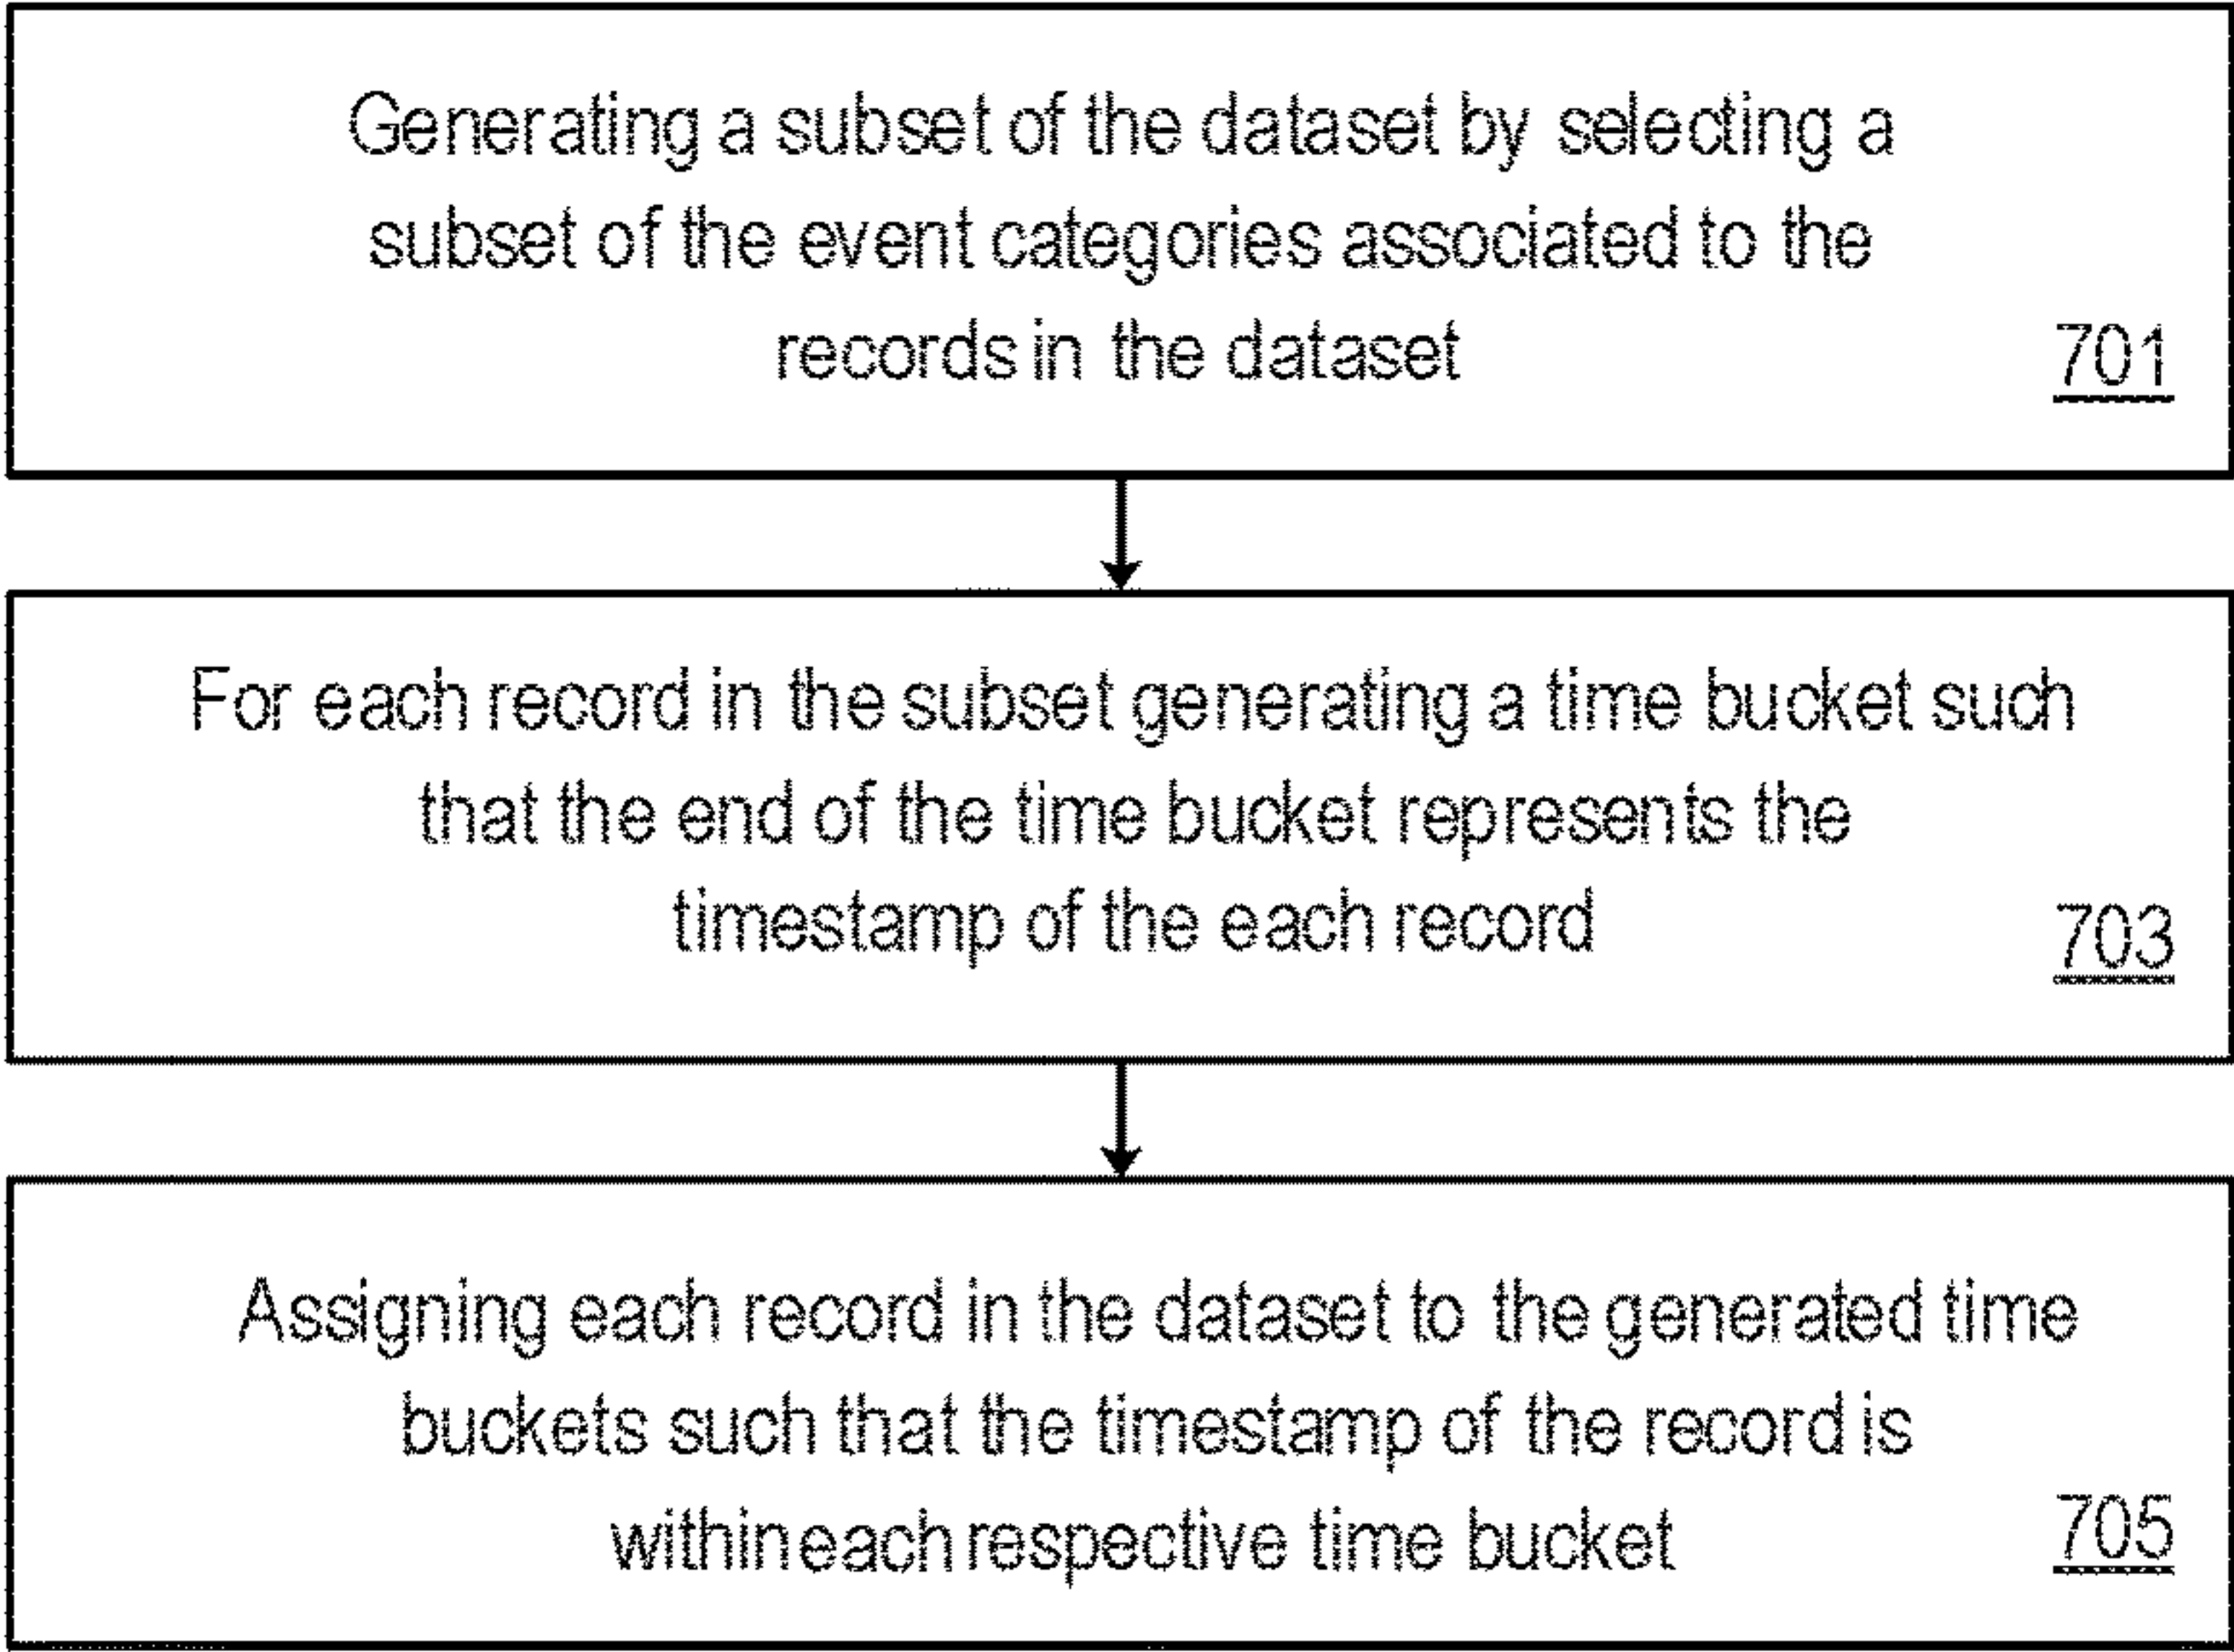 Generating a subset of the dataset by selecting a
subset of the event categories associated to the
records in the dataset
701
For each record in the subset generating a time bucket such
that the end of the time bucket represents the
timestamp of the each record
703
Assigning each record in the dataset to the generated time
buckets such that the timestamp of the record is
within each respective time bucket
705